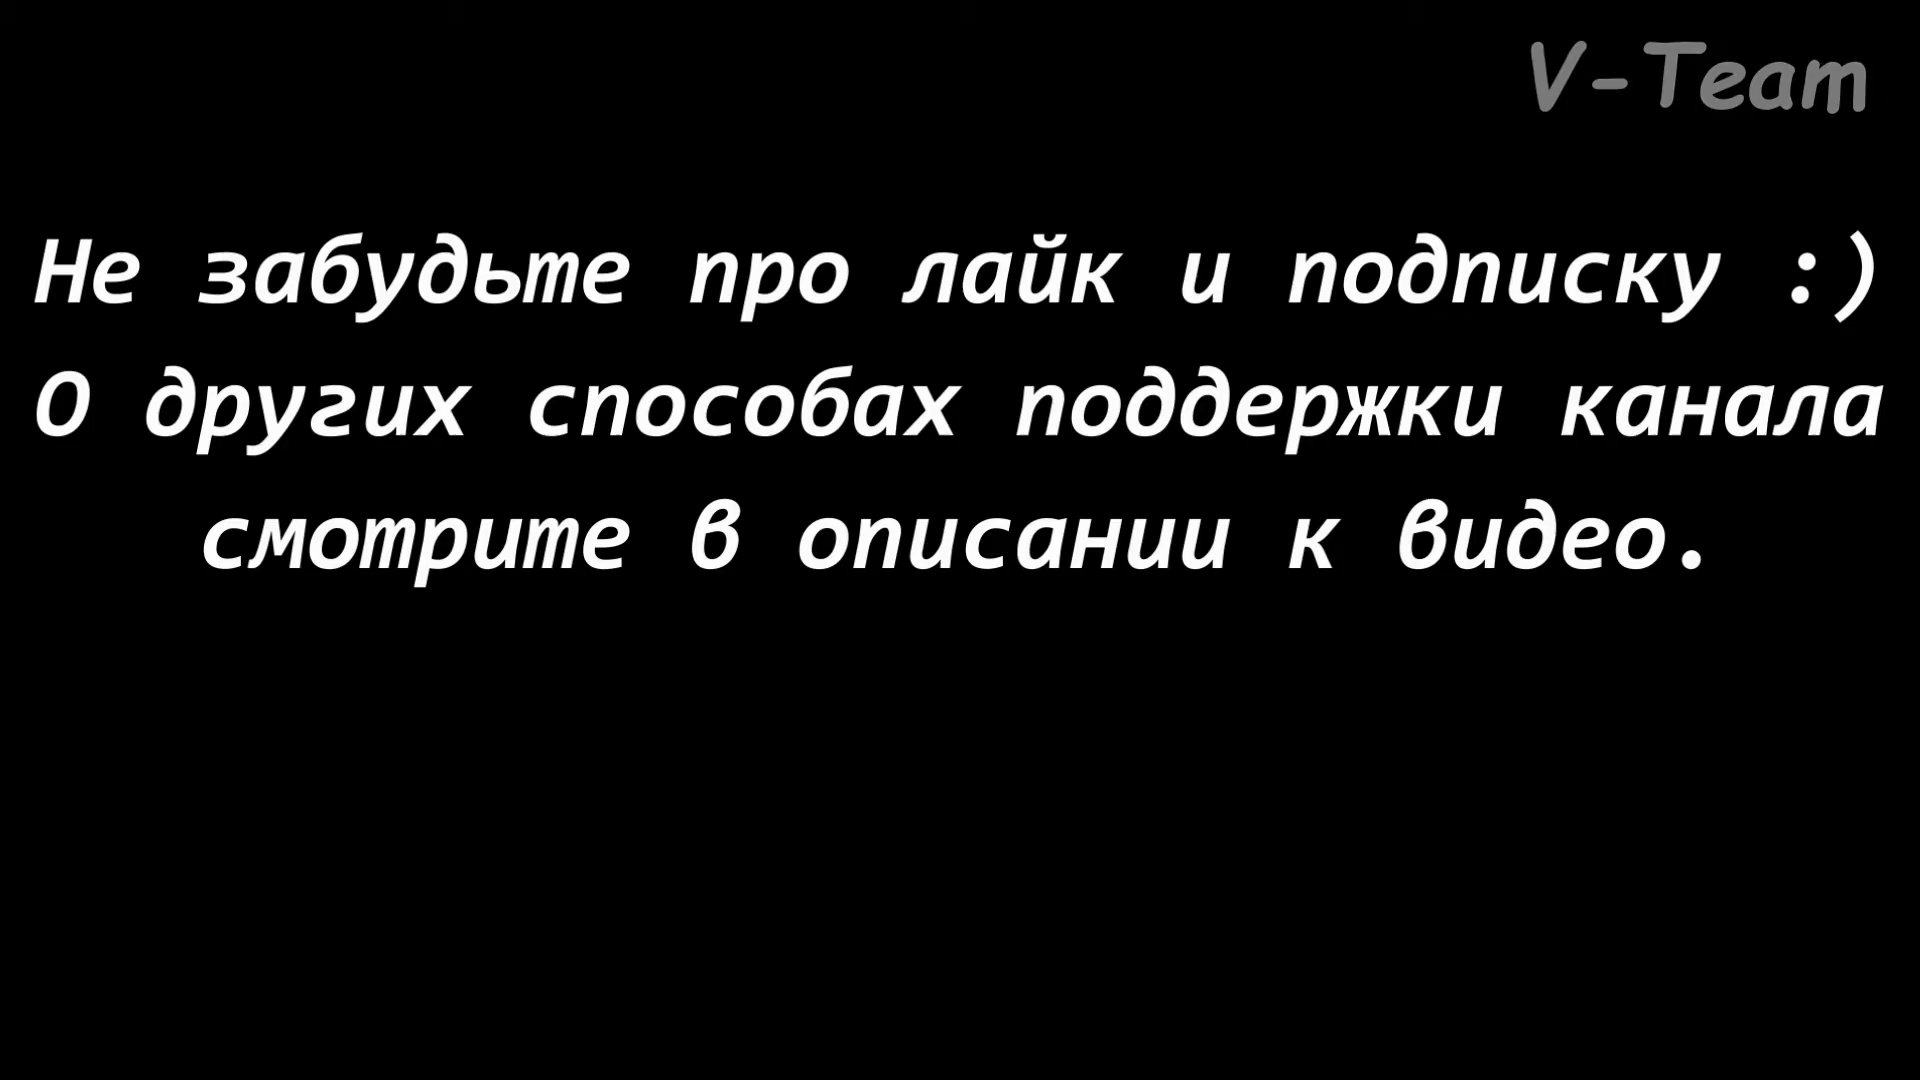 V-Team
Не забудьте про лайк и подписку :)
О других способах поддержки канала
смотрите в описании к видео.